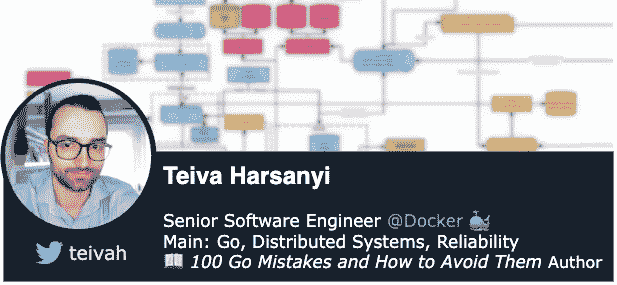 Teiva Harsanyi
Senior Software Engineer @Docker 🐳
Main: Go, Distributed Systems, Reliability
📖 100 Go Mistakes and How to Avoid Them Author
teivah